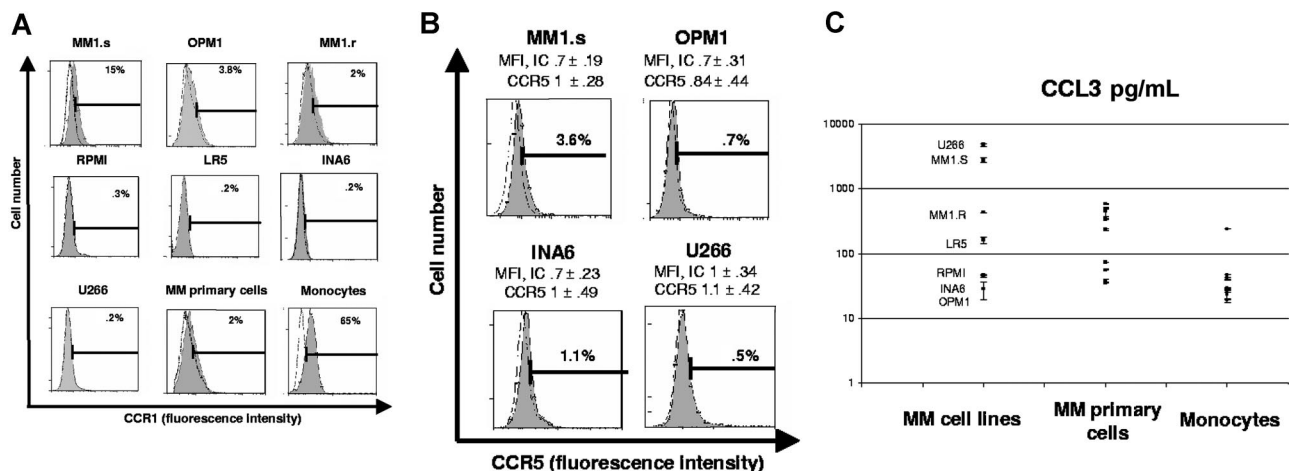 A
MM1.s OPM1 MM1.r
15% 3.8% 2%
RPMI LR5 INA6
.3% .2% .2%
U266 MM primary cells Monocytes
.2% 2% 65%
Cell number
CCR1 (fluorescence intensity)
B
MM1.s OPM1
MFI, IC .7 ± .19 MFI, IC .7 ± .31
CCR5 1 ± .28 CCR5 .84 ± .44
3.6% .7%
INA6 U266
MFI, IC .7 ± .23 MFI, IC 1 ± .34
CCR5 1 ± .49 CCR5 1.1 ± .42
1.1% .5%
Cell number
CCR5 (fluorescence intensity)
C
CCL3 pg/mL
10000
U266
MM1.S
1000
MM1.R
LR5
100
RPMI
INA6
OPM1
10
1
MM cell lines MM primary cells Monocytes